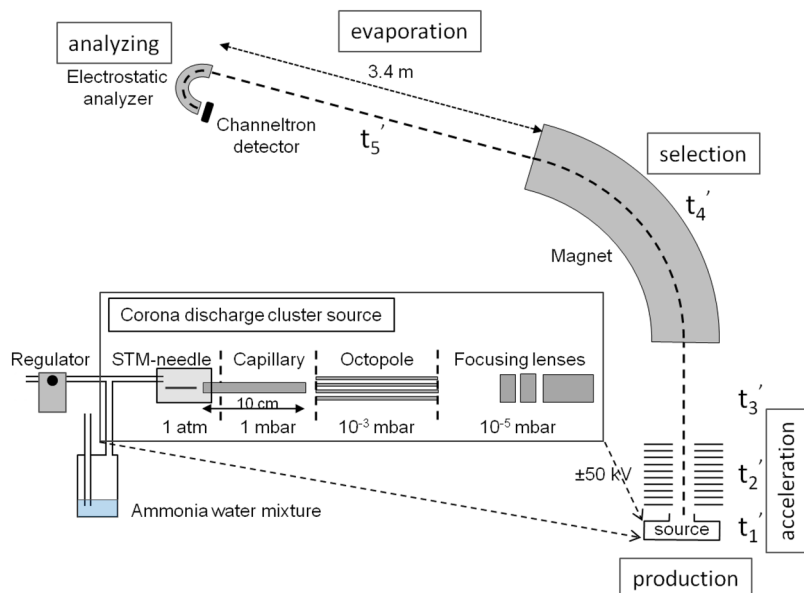 evaporation
analyzing
3.4 m
Electrostatic
analyzer
Channeltron
detector
t₅′
selection
t₄′
Magnet
Corona discharge cluster source
Regulator
STM-needle
Capillary
Octopole
Focusing lenses
10 cm
1 atm
1 mbar
10⁻³ mbar
10⁻⁵ mbar
t₃′
±50 kV
t₂′
acceleration
Ammonia water mixture
source
t₁′
production